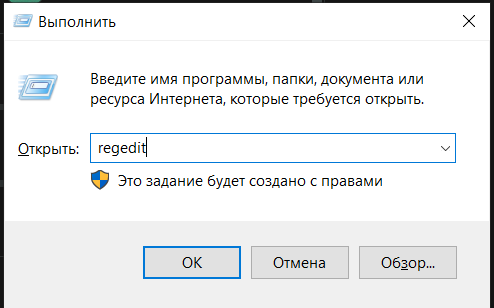 Выполнить
Введите имя программы, папки, документа или
ресурса Интернета, которые требуется открыть.
Открыть: regedit
Это задание будет создано с правами
ОК Отмена Обзор...